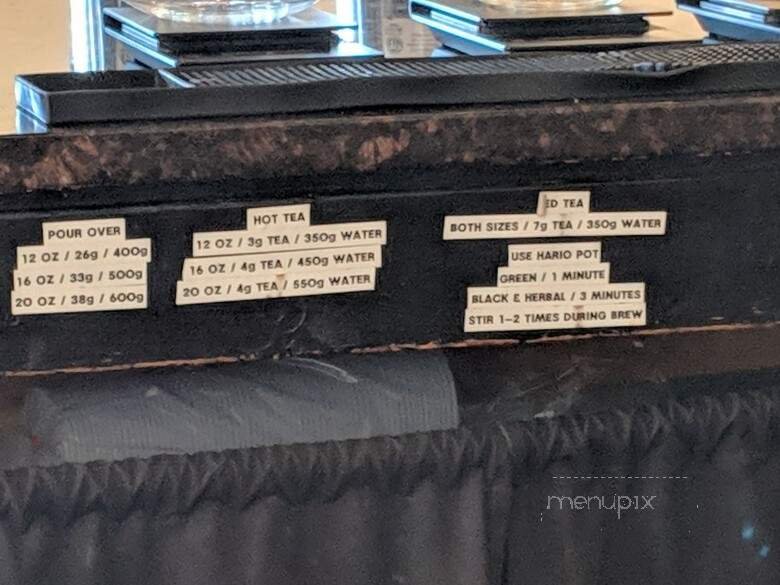 POUR OVER
12 OZ / 26g / 400g
16 OZ / 33g / 500g
20 OZ / 38g / 600g
HOT TEA
12 OZ / 3g TEA / 350g WATER
16 OZ / 4g TEA / 450g WATER
20 OZ / 4g TEA / 550g WATER
ED TEA
BOTH SIZES / 7g TEA / 350g WATER
USE HARIO POT
GREEN / 1 MINUTE
BLACK & HERBAL / 3 MINUTES
STIR 1-2 TIMES DURING BREW
menupix